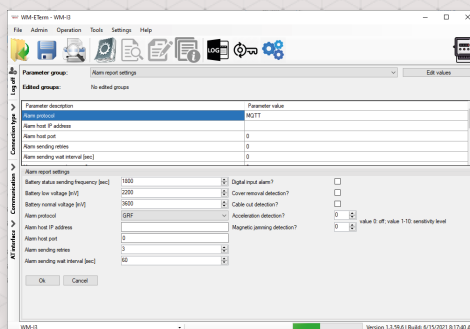 WM-ETerm - WM-I3
File Admin Operation Tools Settings Help
LOG
Parameter group: Alarm report settings Edit values
Edited groups: No edited groups
Log off
Connection type
Communication
AT interface
Parameter description Parameter value
Alarm protocol MQTT
Alarm host IP address
Alarm host port 0
Alarm sending retries 0
Alarm sending wait interval [sec] 0
Alarm report settings
Battery status sending frequency [sec] 1800 Digital input alarm?
Battery low voltage [mV] 2200 Cover removal detection?
Battery normal voltage [mV] 3600 Cable cut detection?
Alarm protocol GRF Acceleration detection? 0 value 0: off; value 1-10: sensitivity level
Alarm host IP address Magnetic jamming detection? 0
Alarm host port 0
Alarm sending retries 3
Alarm sending wait interval [sec] 60
Ok Cancel
WM-I3 Version 1.3.59.6 | Build: 6/15/2021 8:17:40